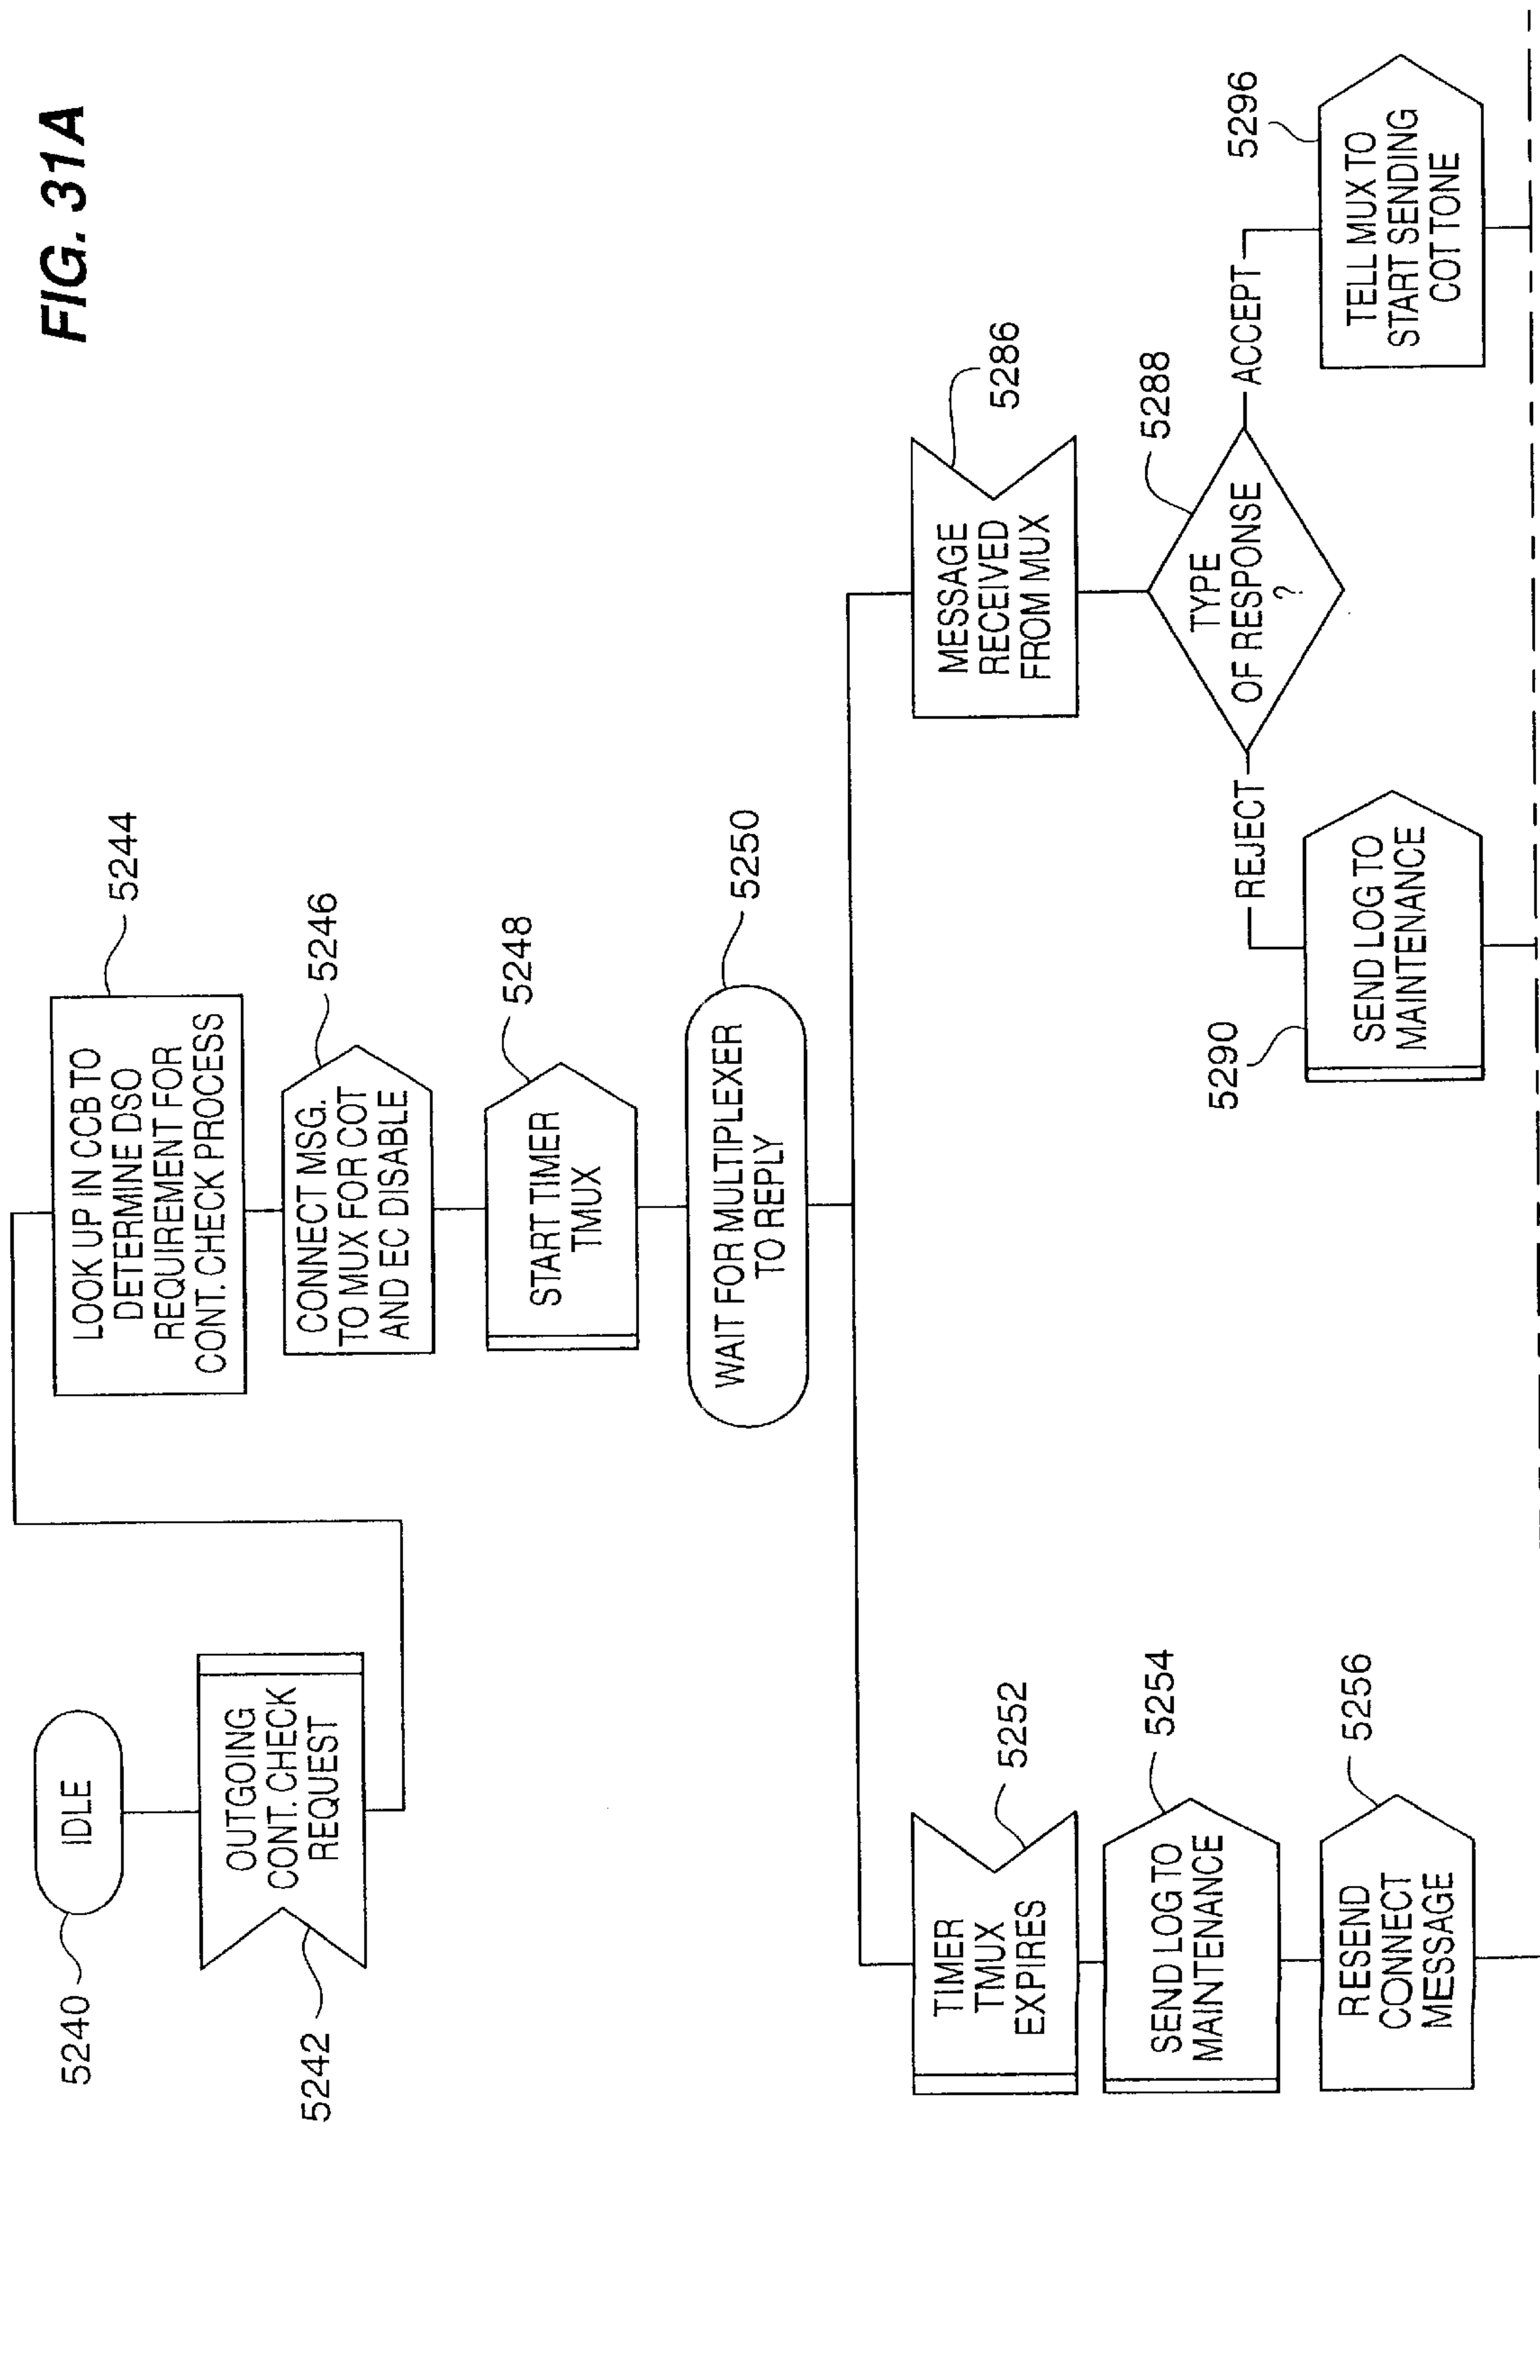 FIG. 31A
5240
IDLE
5242
OUTGOING
CONT. CHECK
REQUEST
LOOK UP IN CCB TO
DETERMINE DSO
REQUIREMENT FOR
CONT. CHECK PROCESS
5244
CONNECT MSG.
TO MUX FOR COT
AND EC DISABLE
5246
START TIMER
TMUX
5248
WAIT FOR MULTIPLEXER
TO REPLY
5250
TIMER
TMUX
EXPIRES
5252
SEND LOG TO
MAINTENANCE
5254
RESEND
CONNECT
MESSAGE
5256
MESSAGE
RECEIVED
FROM MUX
5286
TYPE
OF RESPONSE
?
5288
REJECT
ACCEPT
5290
SEND LOG TO
MAINTENANCE
TELL MUX TO
START SENDING
COT TONE
5296